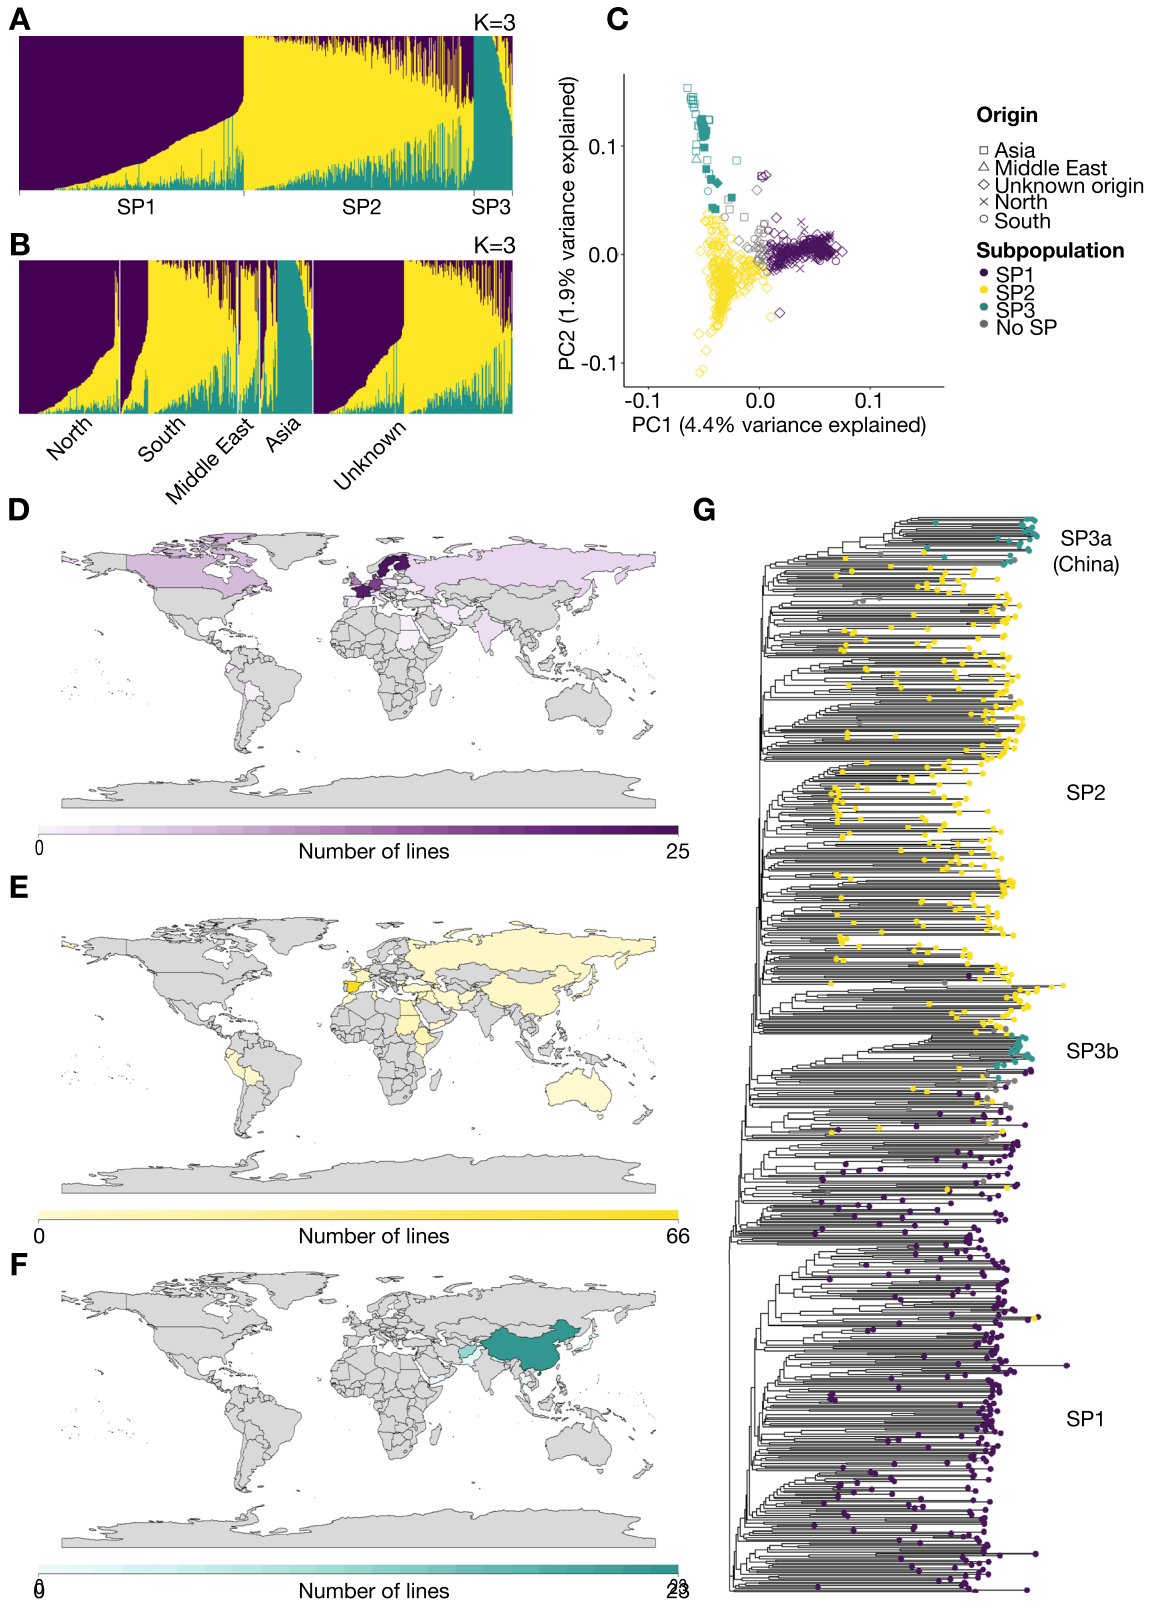 A
K=3
SP1
SP2
SP3
B
K=3
North
South
Middle East
Asia
Unknown
C
PC2 (1.9% variance explained)
0.1
0.0
-0.1
-0.1
0.0
0.1
PC1 (4.4% variance explained)
Origin
Asia
Middle East
Unknown origin
North
South
Subpopulation
SP1
SP2
SP3
No SP
D
0
Number of lines
25
E
0
Number of lines
66
F
0
Number of lines
23
G
SP3a
(China)
SP2
SP3b
SP1